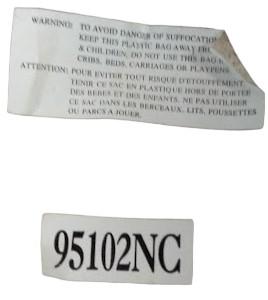 WARNING: TO AVOID DANGER OF SUFFOCATION
KEEP THIS PLASTIC BAG AWAY
& CHILDREN, DO NOT USE THIS BAG
CRIBS, BEDS, CARRIAGES OR PLAYPENS
ATTENTION: POUR EVITER TOUT RISQUE D'ETOUFFEMENT,
TENIR CE SAC EN PLASTIQUE HORS DE PORTEE
DES BEBES ET DES ENFANTS. NE PAS UTILISER
CE SAC DANS LES BERCEAUX, LITS, POUSSETTES
OU PARCS A JOUER.
95102NC